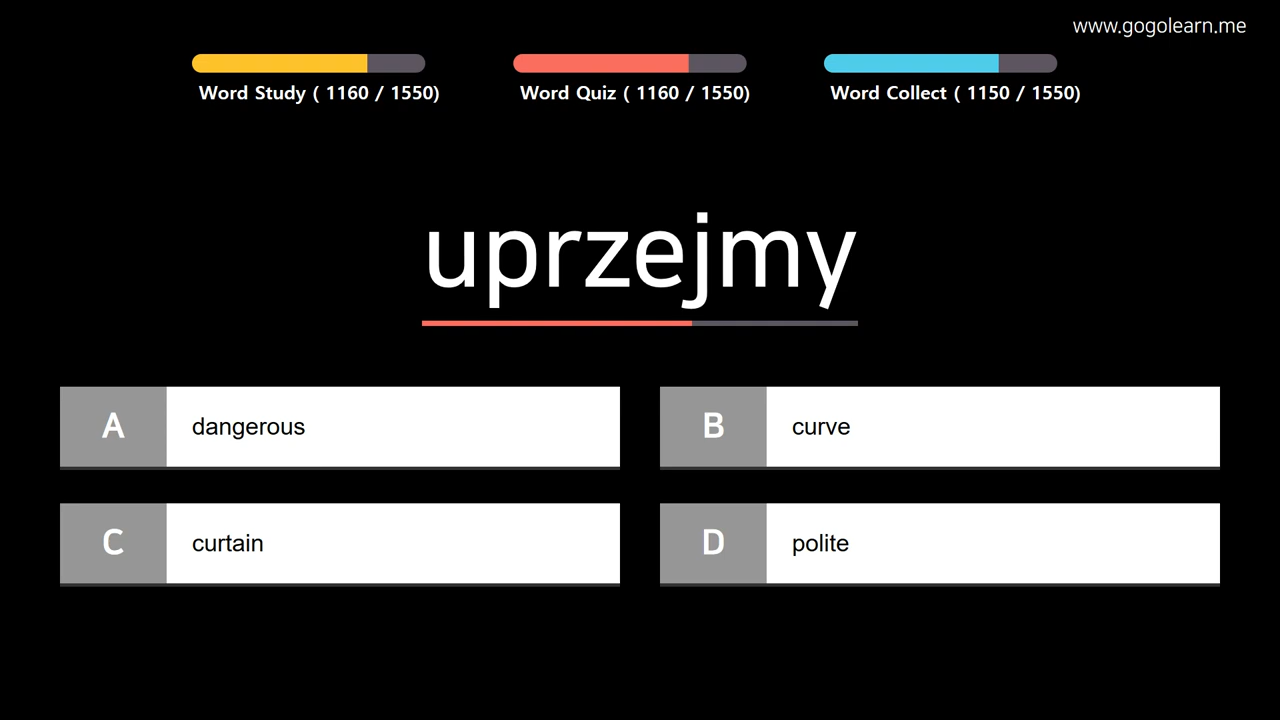 www.gogolearn.me
Word Study ( 1160 / 1550)
Word Quiz ( 1160 / 1550)
Word Collect ( 1150 / 1550)
uprzejmy
A
dangerous
B
curve
C
curtain
D
polite